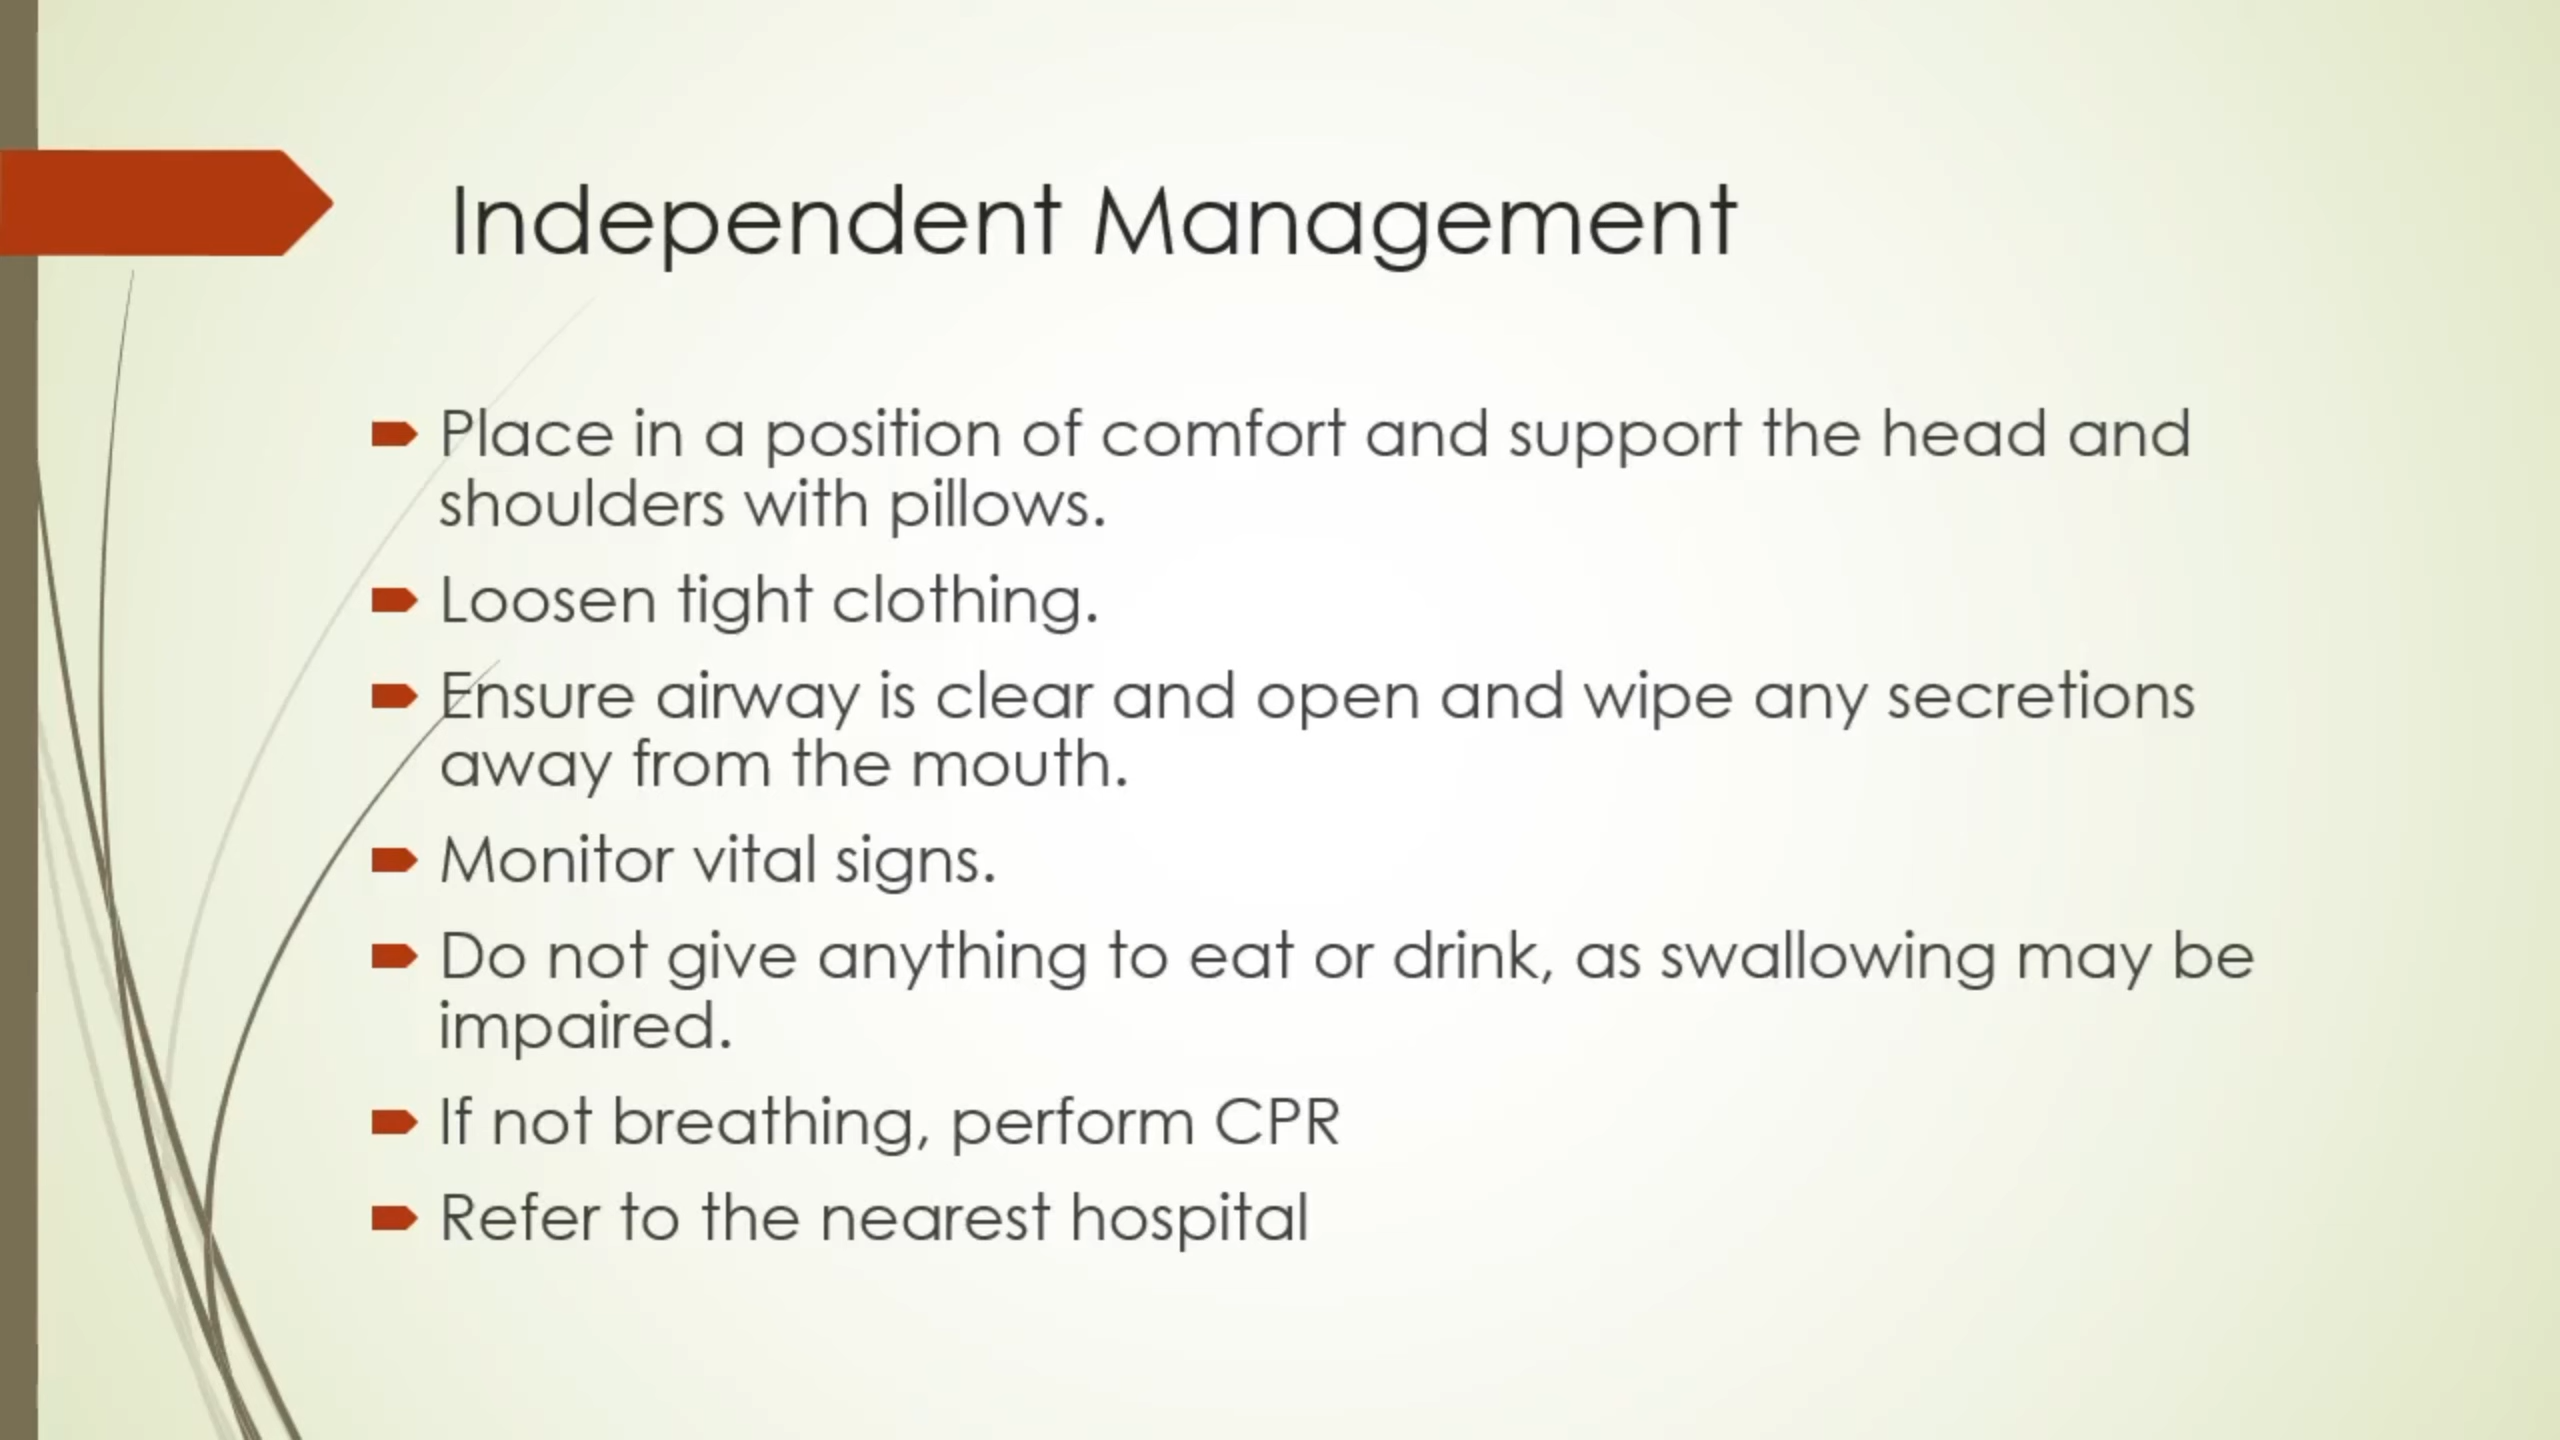 Independent Management
Place in a position of comfort and support the head and
shoulders with pillows.
Loosen tight clothing.
Ensure airway is clear and open and wipe any secretions
away from the mouth.
Monitor vital signs.
Do not give anything to eat or drink, as swallowing may be
impaired.
If not breathing, perform CPR
Refer to the nearest hospital